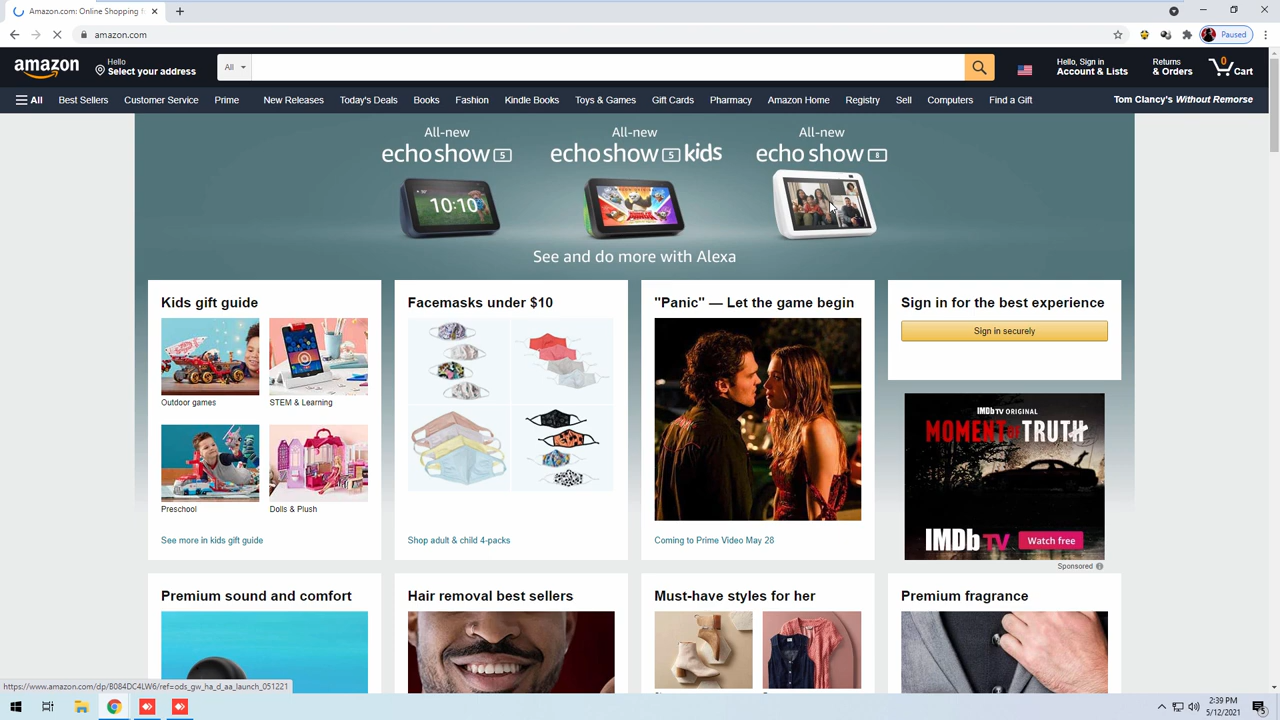 Amazon.com: Online Shopping f
amazon.com
Paused
amazon
Hello
Select your address
All
Hello, Sign in
Account & Lists
Returns
& Orders
0
Cart
All
Best Sellers
Customer Service
Prime
New Releases
Today's Deals
Books
Fashion
Kindle Books
Toys & Games
Gift Cards
Pharmacy
Amazon Home
Registry
Sell
Computers
Find a Gift
Tom Clancy's Without Remorse
All-new
echo show 5
All-new
echo show 5 kids
All-new
echo show 8
10:10
See and do more with Alexa
Kids gift guide
Outdoor games
STEM & Learning
Preschool
Dolls & Plush
See more in kids gift guide
Facemasks under $10
Shop adult & child 4-packs
"Panic" — Let the game begin
Coming to Prime Video May 28
Sign in for the best experience
Sign in securely
IMDb TV ORIGINAL
MOMENT OF TRUTH
IMDb TV
Watch free
Sponsored
Premium sound and comfort
Hair removal best sellers
Must-have styles for her
Premium fragrance
https://www.amazon.com/dp/B084DC4LW6/ref=ods_gw_ha_d_aa_launch_051221
2:39 PM
5/12/2021
5